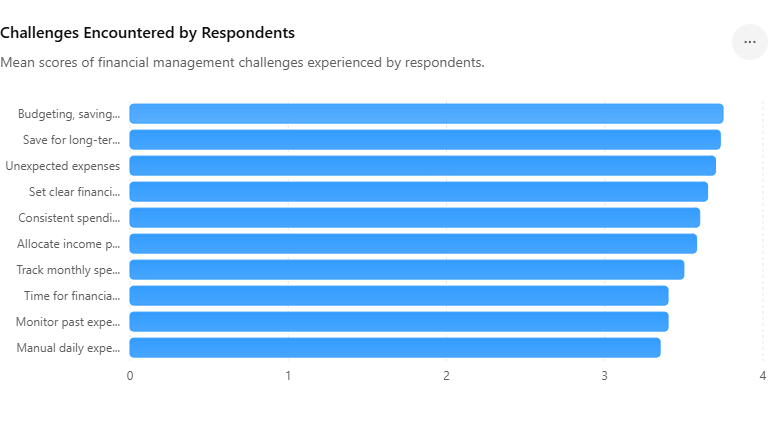 Challenges Encountered by Respondents
...
Mean scores of financial management challenges experienced by respondents.
Budgeting, saving...
Save for long-ter...
Unexpected expenses
Set clear financi...
Consistent spendi...
Allocate income p...
Track monthly spe...
Time for financia...
Monitor past expe...
Manual daily expe...
0 1 2 3 4